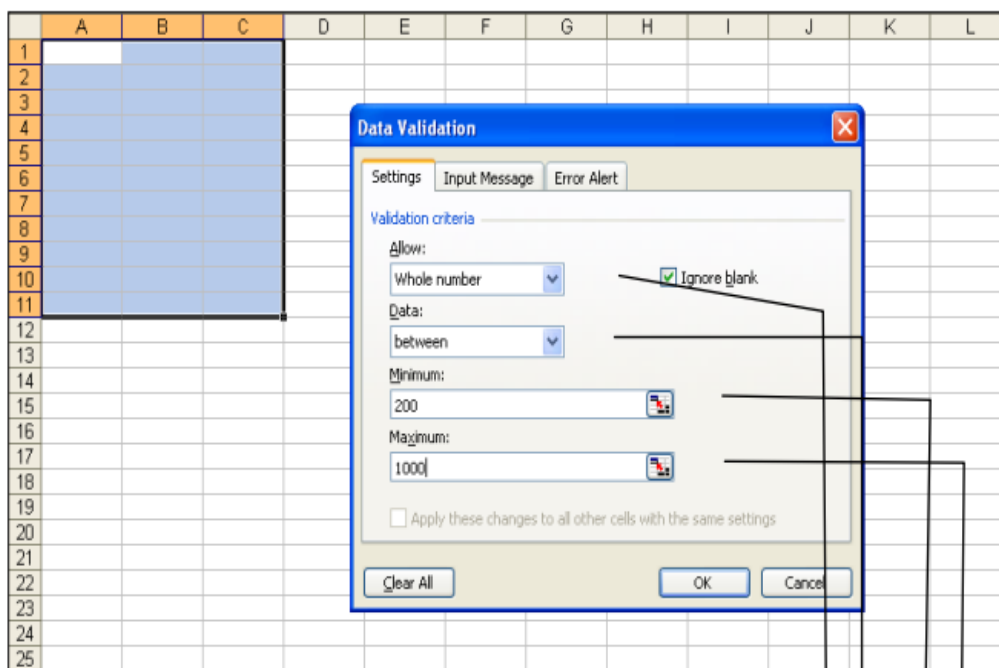 A B C D E F G H I J K L
1
2
3
4
Data Validation
5
6
Settings Input Message Error Alert
7
8
Validation criteria
9
Allow:
10
Whole number Ignore blank
11
Data:
12
13
between
14
Minimum:
15
200
16
17
Maximum:
18
1000
19
20
Apply these changes to all other cells with the same settings
21
22
Clear All OK Cancel
23
24
25